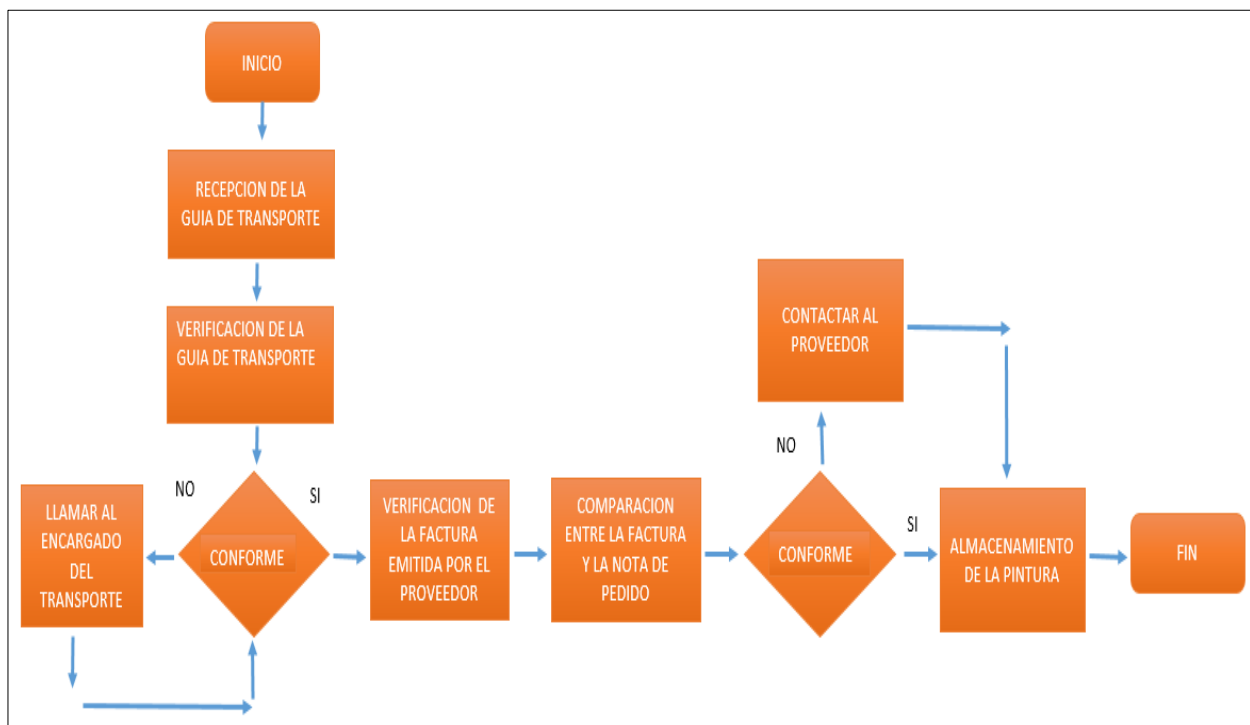 INICIO
RECEPCION DE LA
GUIA DE TRANSPORTE
VERIFICACION DE LA
GUIA DE TRANSPORTE
NO
SI
CONFORME
LLAMAR AL
ENCARGADO
DEL
TRANSPORTE
VERIFICACION DE
LA FACTURA
EMITIDA POR EL
PROVEEDOR
COMPARACION
ENTRE LA FACTURA
Y LA NOTA DE
PEDIDO
CONFORME
NO
CONTACTAR AL
PROVEEDOR
SI
ALMACENAMIENTO
DE LA PINTURA
FIN